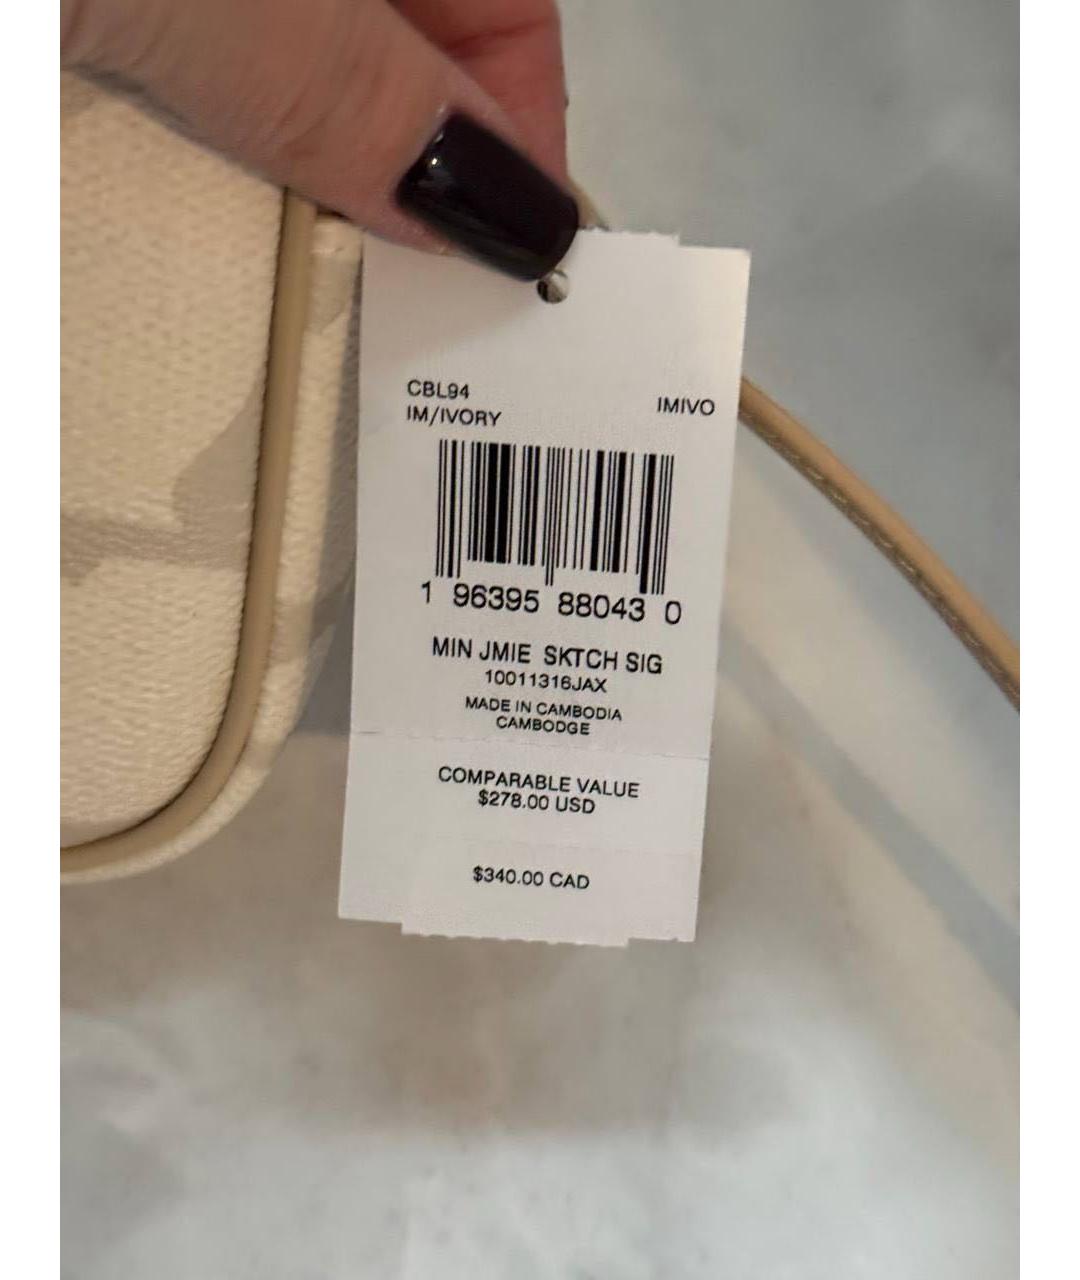 CBL94
IM/IVORY IMIVO
1 96395 88043 0
MIN JMIE SKTCH SIG
10011316JAX
MADE IN CAMBODIA
CAMBODGE
COMPARABLE VALUE
$278.00 USD
$340.00 CAD